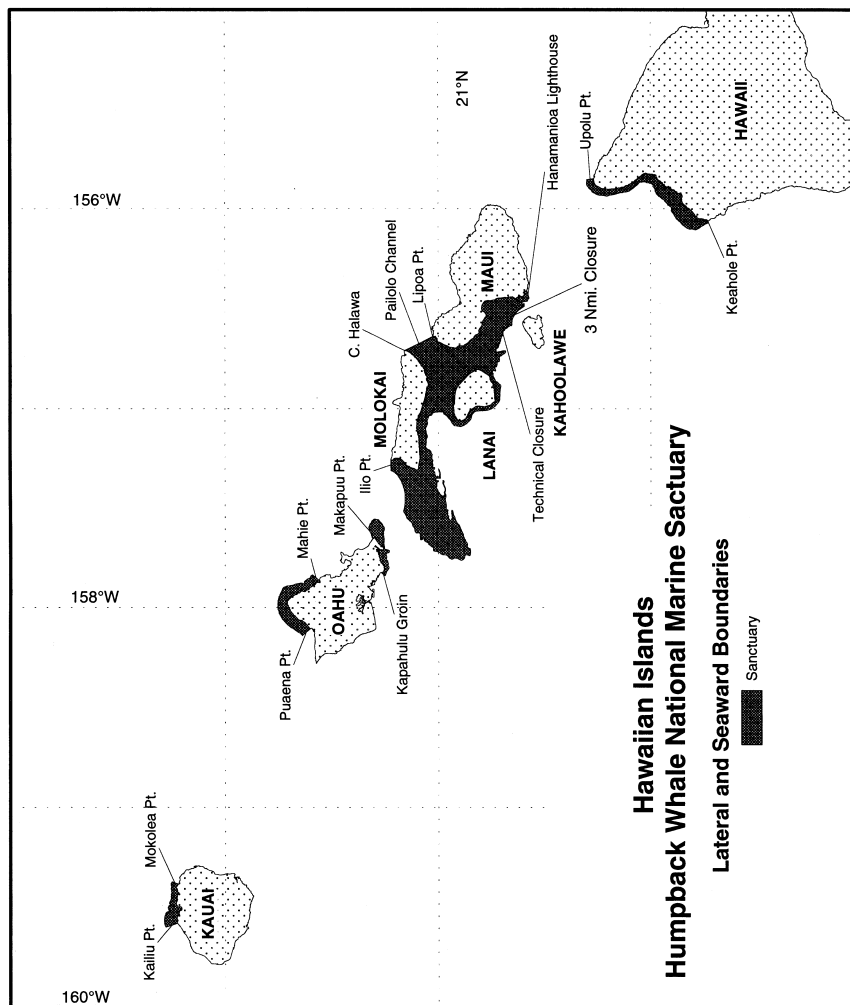 160°W
158°W
156°W
21°N
Kailiu Pt.
Mokolea Pt.
KAUAI
Puaena Pt.
Mahie Pt.
OAHU
Makapuu Pt.
Kapahulu Groin
Ilio Pt.
MOLOKAI
C. Halawa
Pailolo Channel
Lipoa Pt.
MAUI
LANAI
KAHOOLAWE
Technical Closure
3 Nmi. Closure
Hanamanioa Lighthouse
Upolu Pt.
HAWAII
Keahole Pt.
Hawaiian Islands
Humpback Whale National Marine Sactuary
Lateral and Seaward Boundaries
Sanctuary